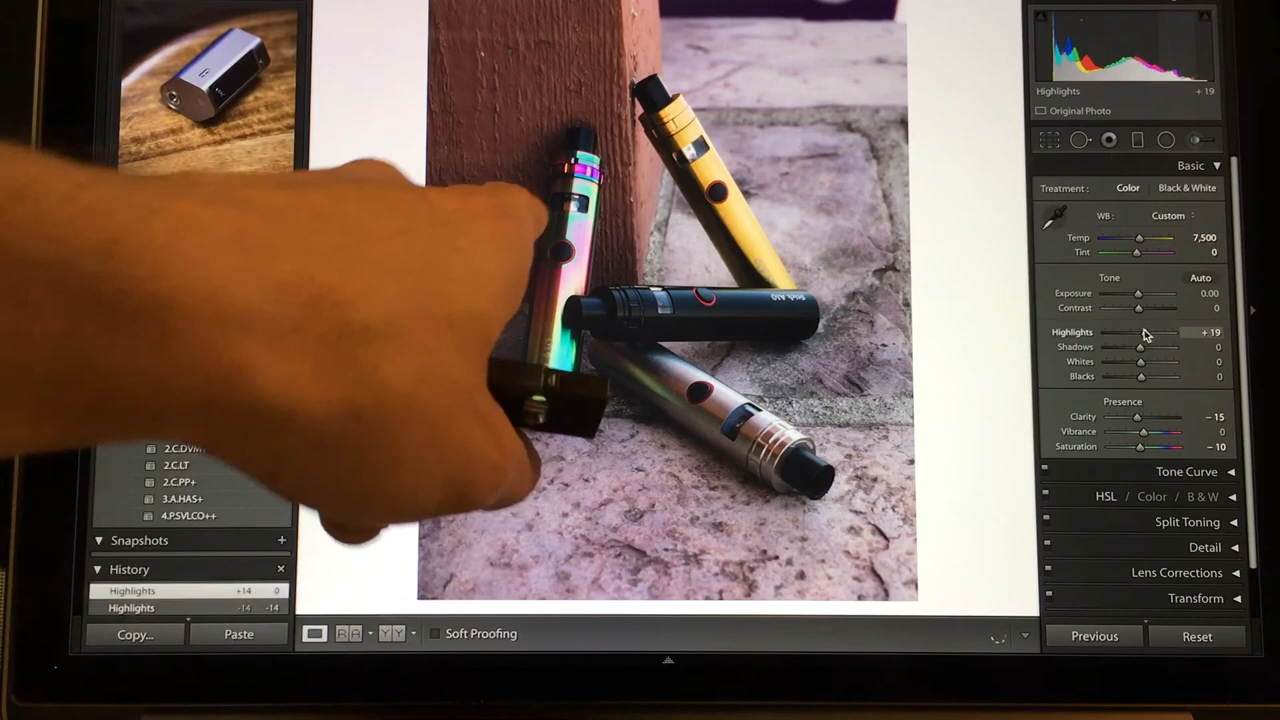 Highlights +19
Original Photo
Basic
Treatment : Color Black & White
WB : Custom
Temp 7,500
Tint 0
Tone Auto
Exposure 0.00
Contrast 0
Highlights +19
Shadows 0
Whites 0
Blacks 0
Presence
Clarity −15
Vibrance 0
Saturation −10
Tone Curve
HSL / Color / B & W
Split Toning
Detail
Lens Corrections
Transform
Previous Reset
2.C.LT
2.C.PP+
3.A.HAS+
4.P.SVLCO++
Snapshots +
History ×
Highlights +14 0
Highlights -14 -14
Copy... Paste
R A Y Y Soft Proofing